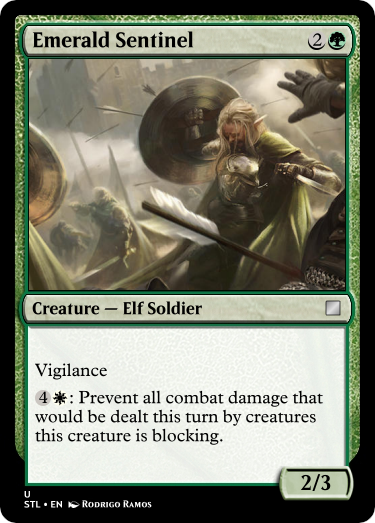 Emerald Sentinel 2
Creature — Elf Soldier
Vigilance
4: Prevent all combat damage that
would be dealt this turn by creatures
this creature is blocking.
2/3
U
STL • EN Rodrigo Ramos